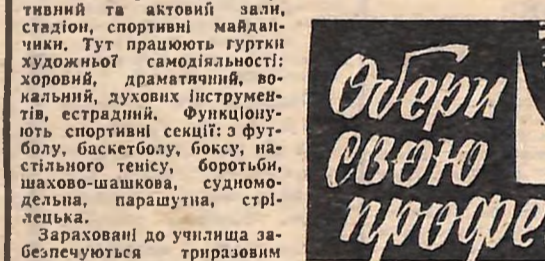 тивний та актовий зали,
стадіон, спортивні майдан-
чики. Тут працюють гуртки
художньої самодіяльності:
хоровий, драматичний, во-
кальний, духових інструмен-
тів, естрадний. Функціону-
ють спортивні секції: з фут-
болу, баскетболу, боксу, на-
стільного тенісу, боротьби,
шахово-шашкова, судномо-
дельна, парашутна, стрі-
лецька.
Зараховані до училища за-
безпечуються триразовим
Обери
свою
профе